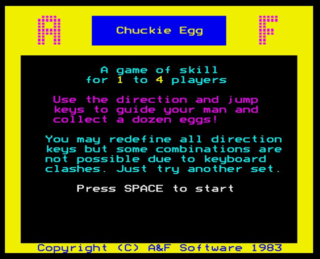 A F
Chuckie Egg
A game of skill
for 1 to 4 players
Use the direction and jump
keys to guide your man and
collect a dozen eggs!
You may redefine all direction
keys but some combinations are
not possible due to keyboard
clashes. Just try another set.
Press SPACE to start
Copyright (C) A&F Software 1983